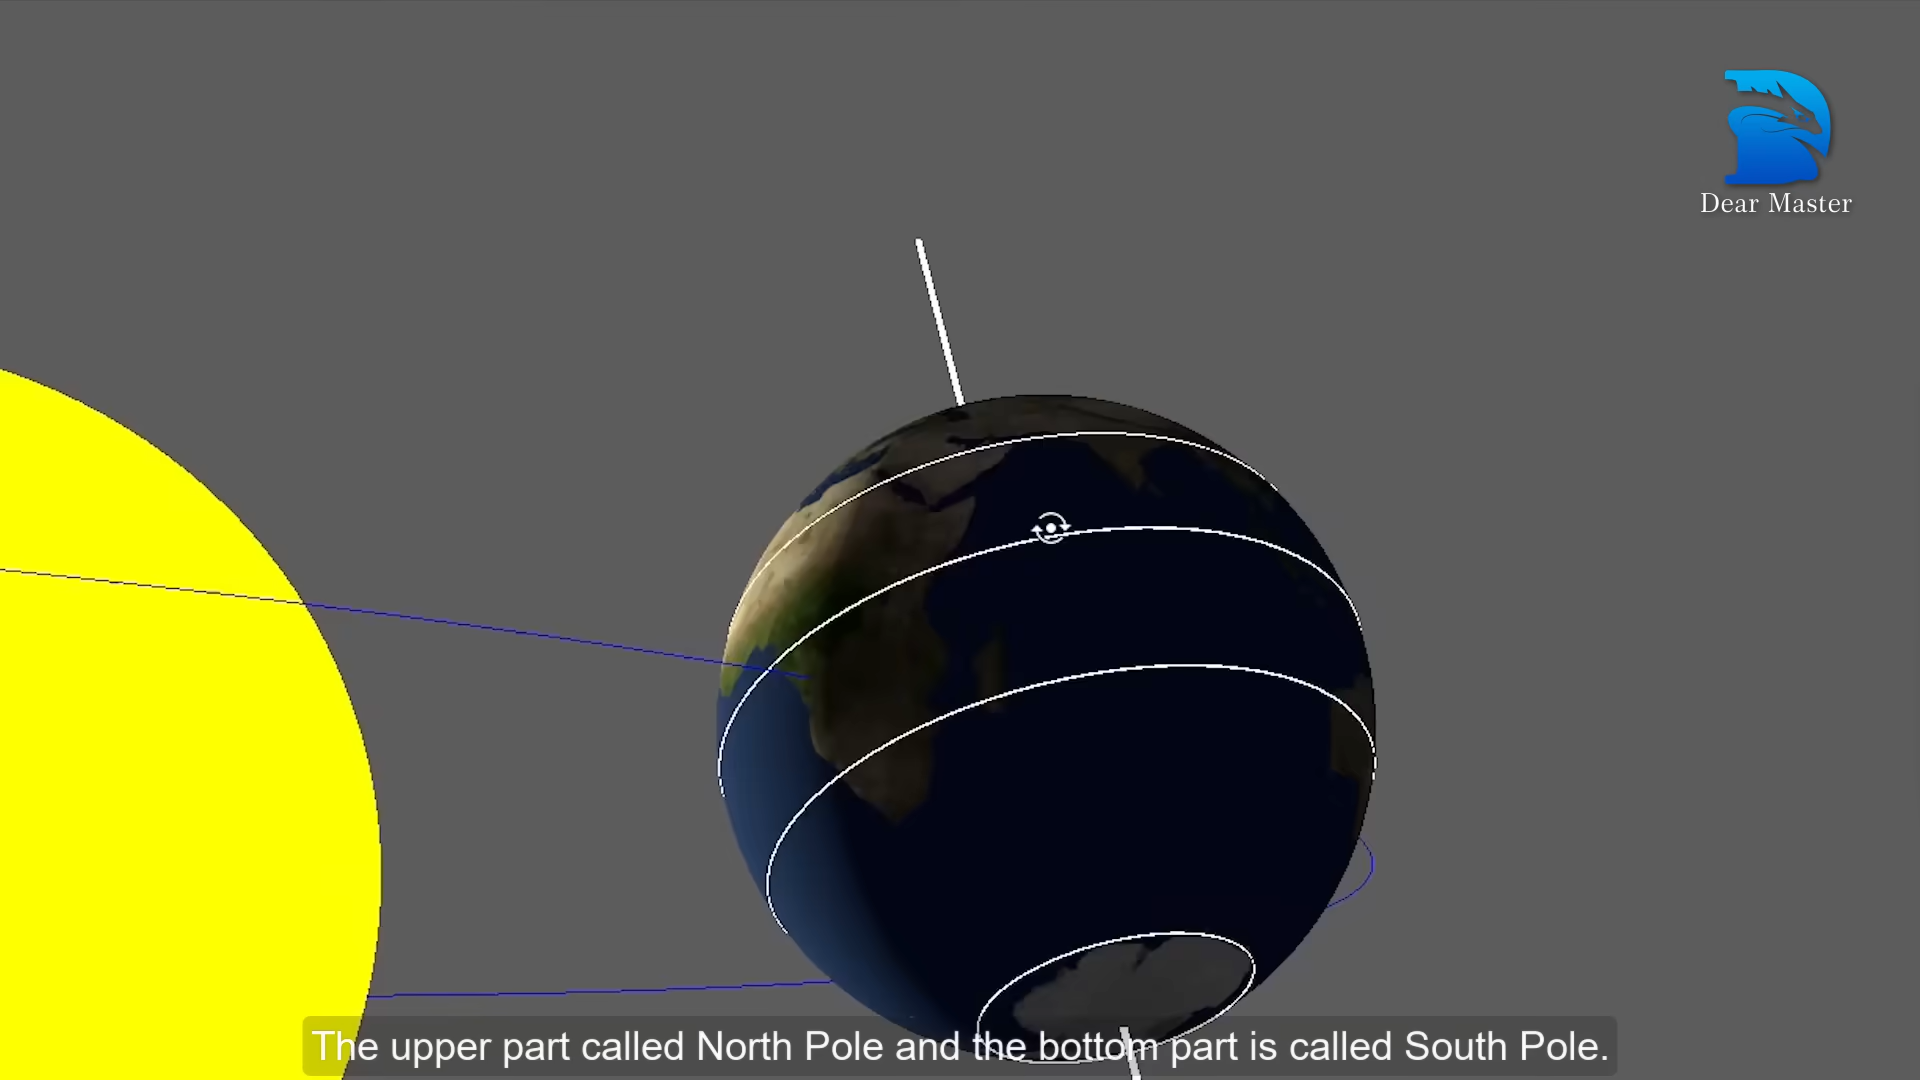 Dear Master
The upper part called North Pole and the bottom part is called South Pole.